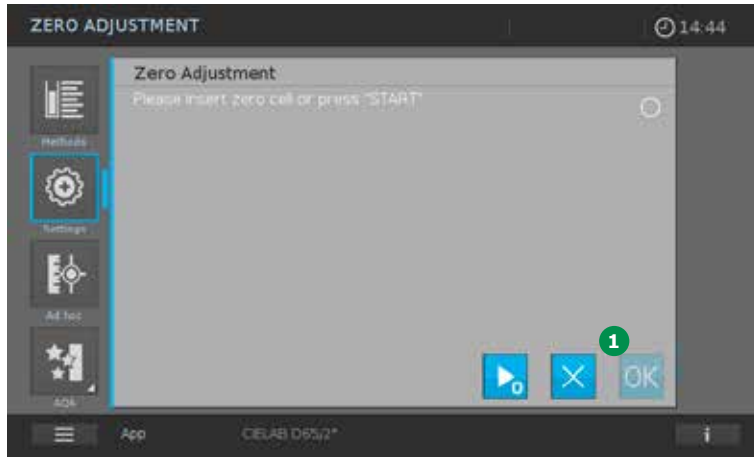 ZERO ADJUSTMENT
14:44
Zero Adjustment
Please insert zero cell or press "START"
Methods
Settings
Ad hoc
AQA
1
0
OK
App
CIELAB D65/2°
i